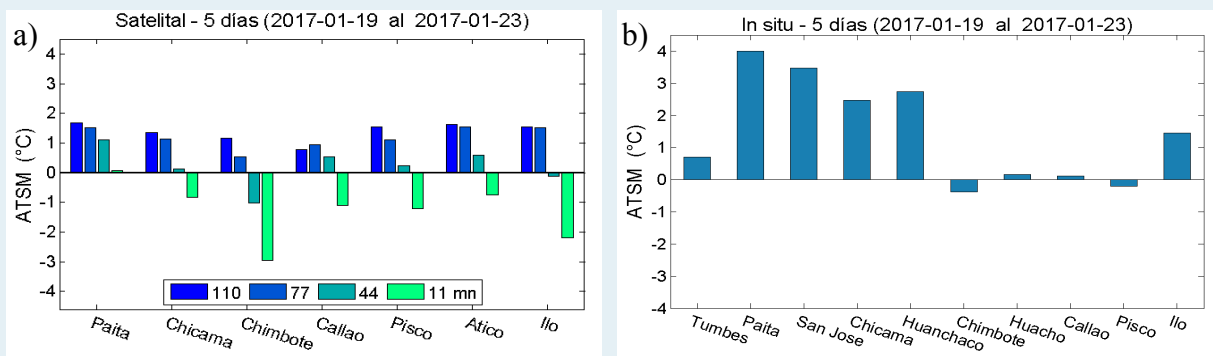 a)
Satelital - 5 días (2017-01-19 al 2017-01-23)
ATSM (°C)
4
3
2
1
0
-1
-2
-3
-4
110 77 44 11 mn
Paita Chicama Chimbote Callao Pisco Atico Ilo
b)
In situ - 5 días (2017-01-19 al 2017-01-23)
ATSM (°C)
4
3
2
1
0
-1
-2
-3
-4
Tumbes Paita San Jose Chicama Huanchaco Chimbote Huacho Callao Pisco Ilo